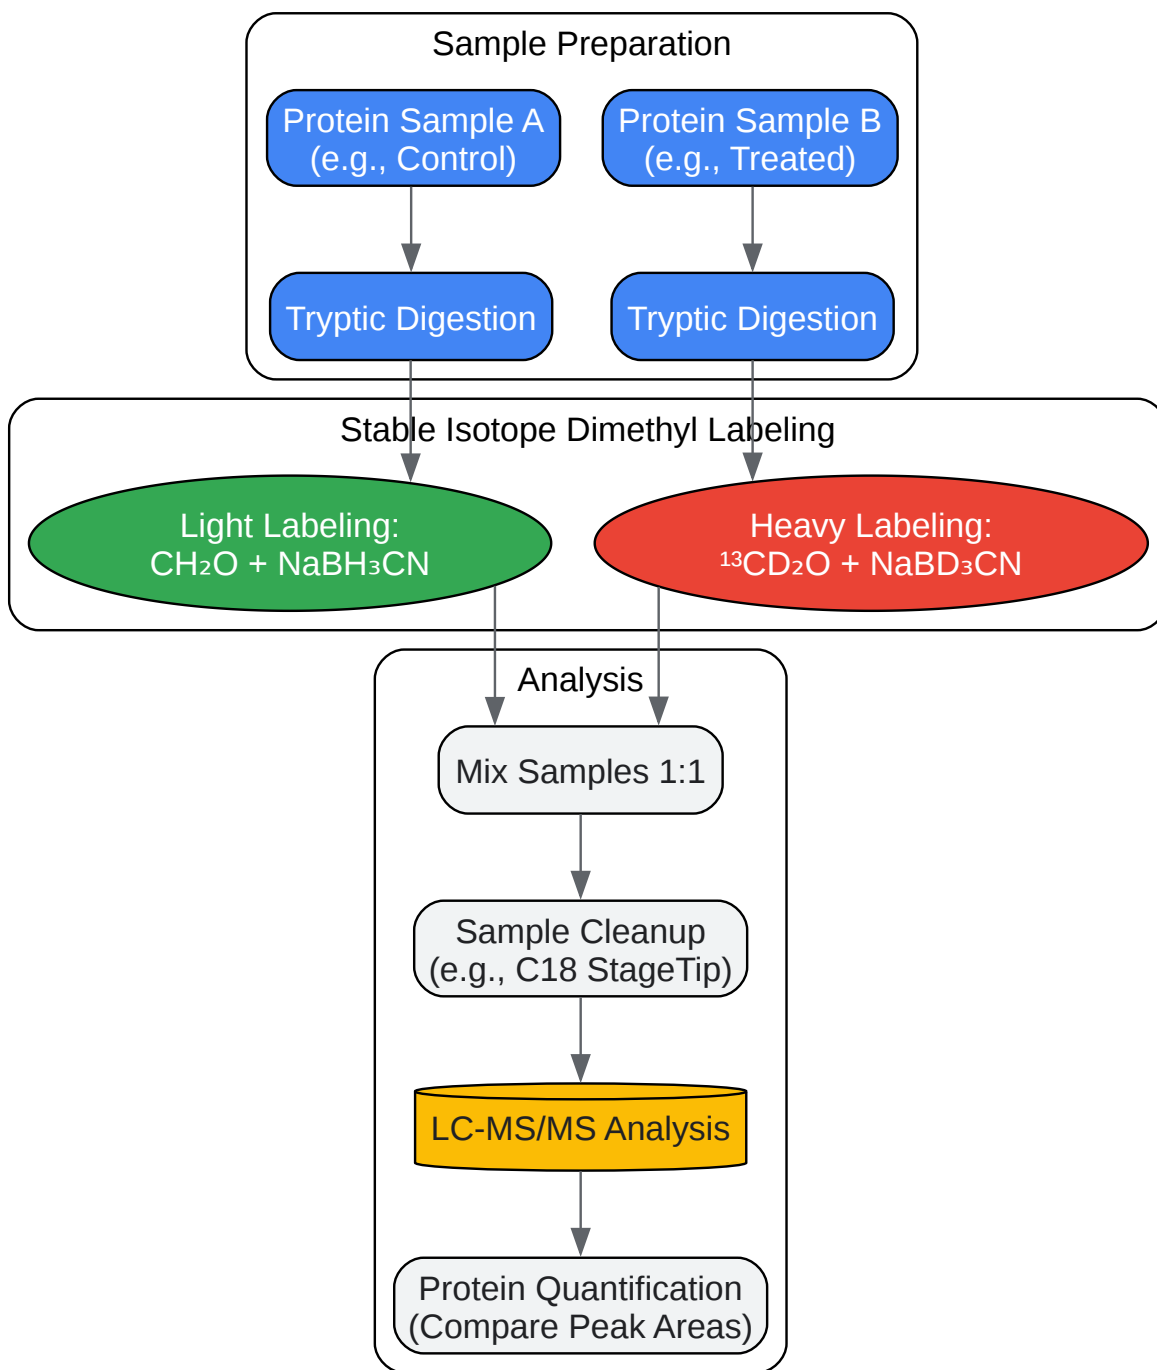 Sample Preparation
Protein Sample A
(e.g., Control)
Protein Sample B
(e.g., Treated)
Tryptic Digestion
Tryptic Digestion
Stable Isotope Dimethyl Labeling
Light Labeling:
CH₂O + NaBH₃CN
Heavy Labeling:
¹³CD₂O + NaBD₃CN
Analysis
Mix Samples 1:1
Sample Cleanup
(e.g., C18 StageTip)
LC-MS/MS Analysis
Protein Quantification
(Compare Peak Areas)